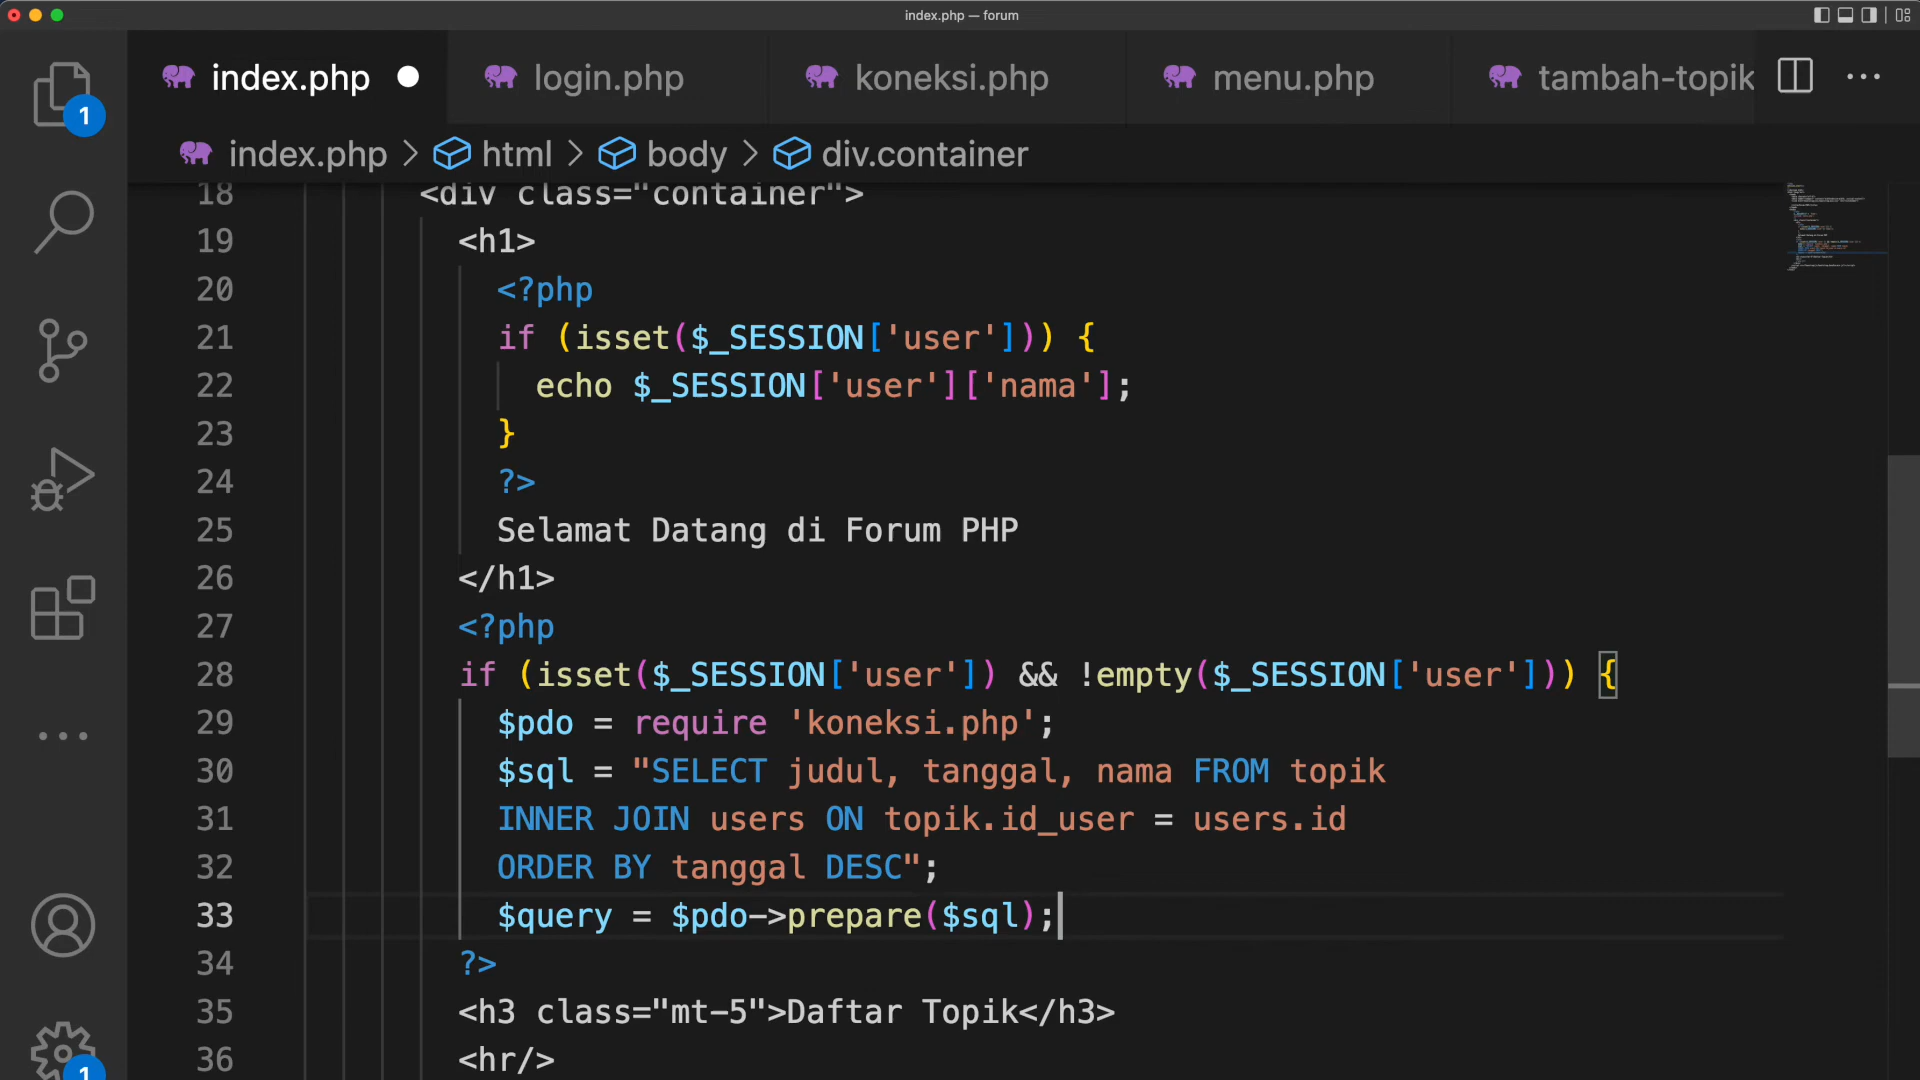 index.php — forum
index.php
login.php
koneksi.php
menu.php
tambah-topik
1
index.php > html > body > div.container
18 <div class="container">
19 <h1>
20 <?php
21 if (isset($_SESSION['user'])) {
22 echo $_SESSION['user']['nama'];
23 }
24 ?>
25 Selamat Datang di Forum PHP
26 </h1>
27 <?php
28 if (isset($_SESSION['user']) && !empty($_SESSION['user'])) {
29 $pdo = require 'koneksi.php';
30 $sql = "SELECT judul, tanggal, nama FROM topik
31 INNER JOIN users ON topik.id_user = users.id
32 ORDER BY tanggal DESC";
33 $query = $pdo->prepare($sql);
34 ?>
35 <h3 class="mt-5">Daftar Topik</h3>
36 <hr/>
1